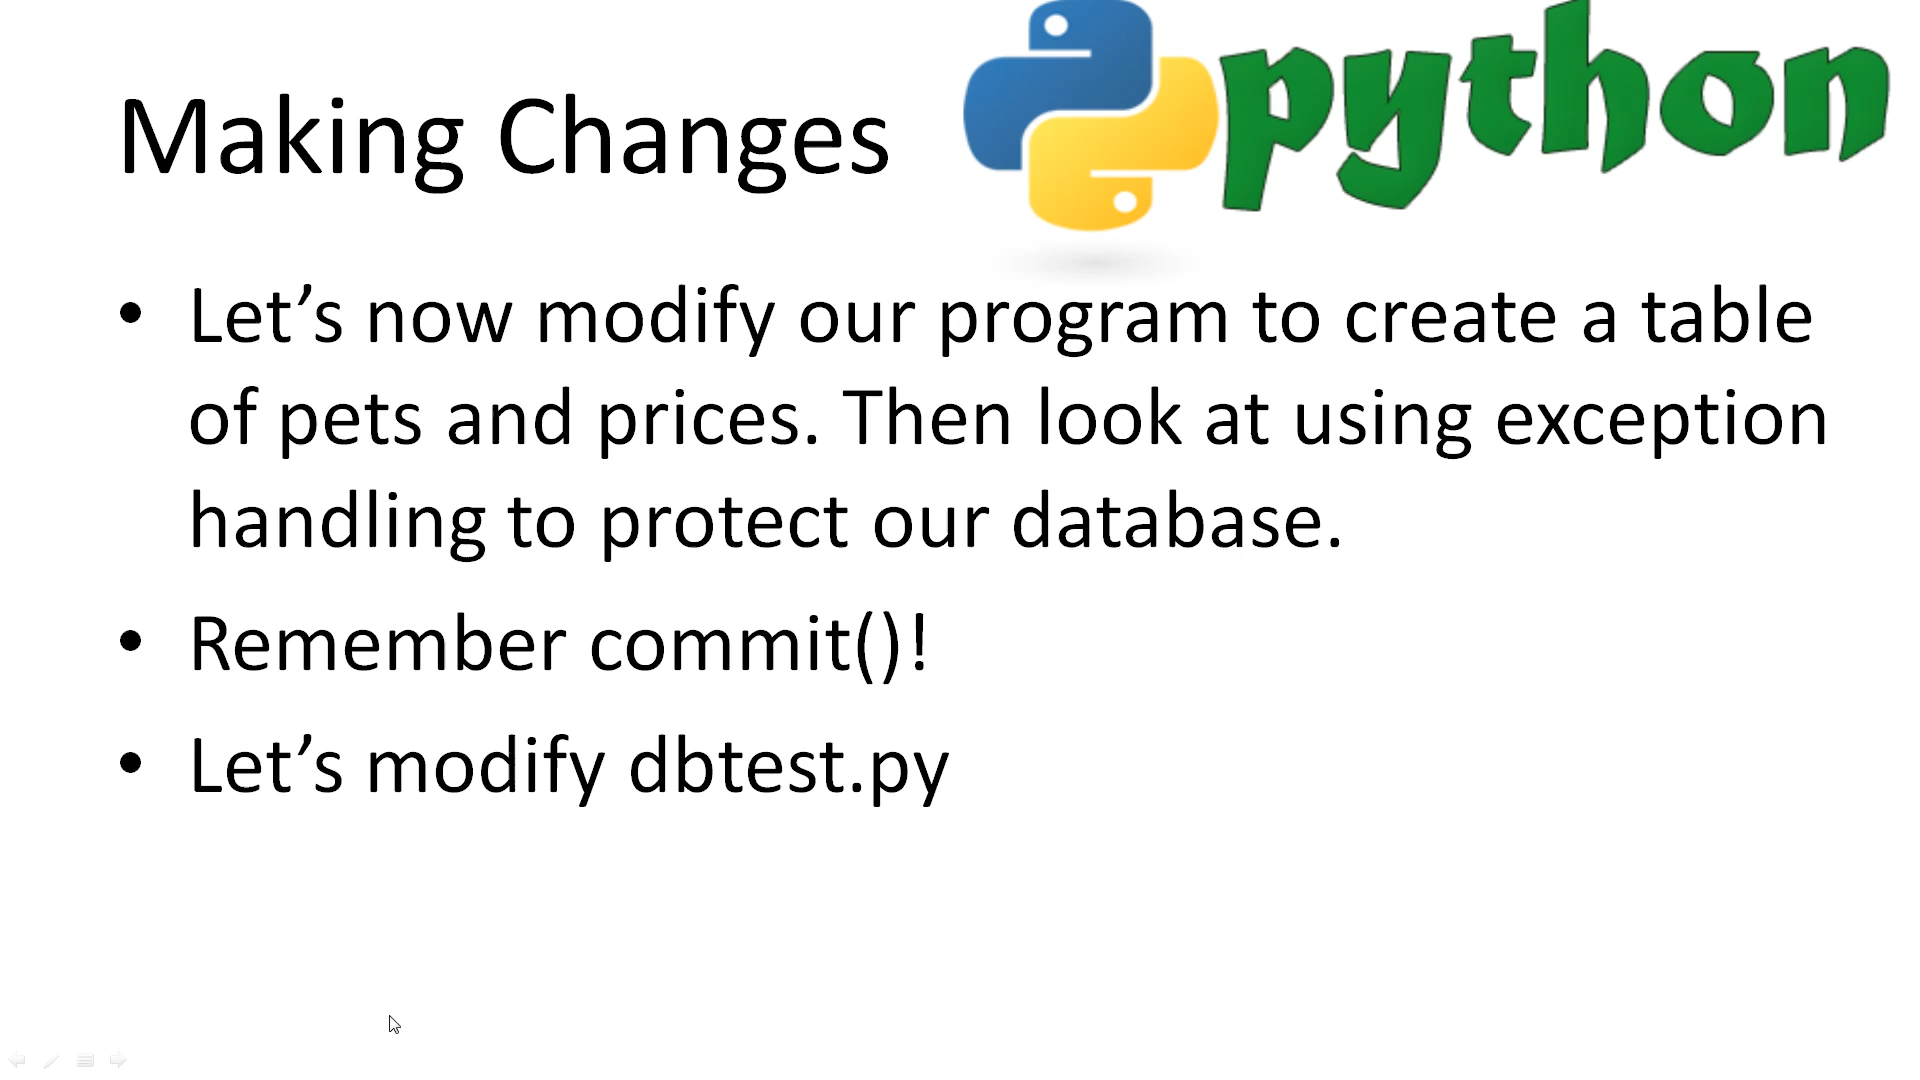 Making Changes
python
• Let’s now modify our program to create a table
of pets and prices. Then look at using exception
handling to protect our database.
• Remember commit()!
• Let’s modify dbtest.py